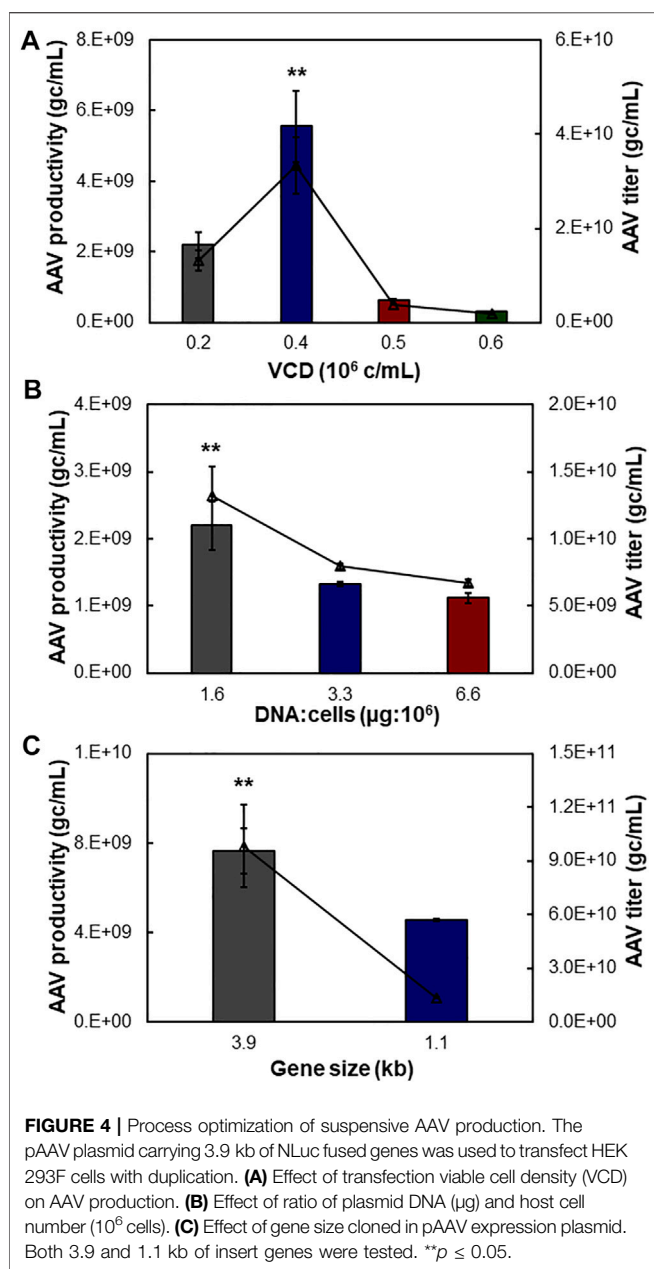 A
8.E+09
6.E+09
4.E+09
2.E+09
0.E+00
AAV productivity (gc/mL)
**
6.E+10
4.E+10
2.E+10
0.E+00
AAV titer (gc/mL)
0.2 0.4 0.5 0.6
VCD (10⁶ c/mL)
B
4.E+09
3.E+09
2.E+09
1.E+09
0.E+00
AAV productivity (gc/mL)
**
2.0E+10
1.5E+10
1.0E+10
5.0E+09
0.0E+00
AAV titer (gc/mL)
1.6 3.3 6.6
DNA:cells (µg:10⁶)
C
1.E+10
8.E+09
4.E+09
0.E+00
AAV productivity (gc/mL)
**
1.5E+11
1.2E+11
9.0E+10
6.0E+10
3.0E+10
0.0E+00
AAV titer (gc/mL)
3.9 1.1
Gene size (kb)
FIGURE 4 | Process optimization of suspensive AAV production. The
pAAV plasmid carrying 3.9 kb of NLuc fused genes was used to transfect HEK
293F cells with duplication. (A) Effect of transfection viable cell density (VCD)
on AAV production. (B) Effect of ratio of plasmid DNA (µg) and host cell
number (10⁶ cells). (C) Effect of gene size cloned in pAAV expression plasmid.
Both 3.9 and 1.1 kb of insert genes were tested. **p ≤ 0.05.